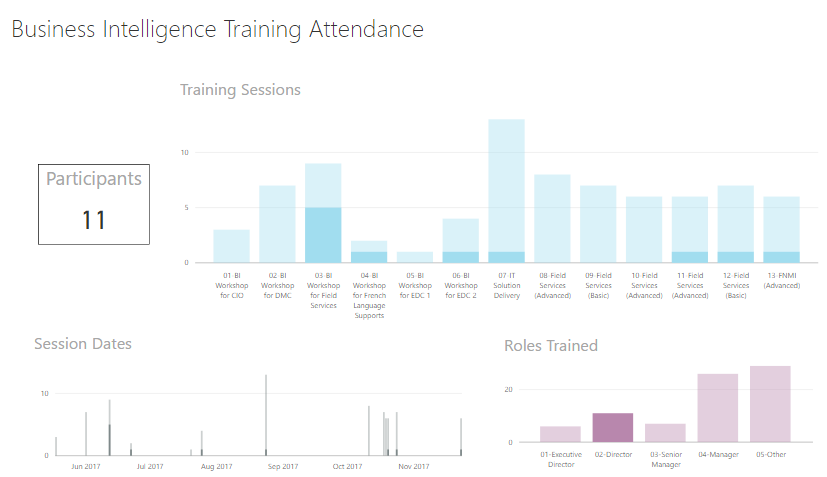 Business Intelligence Training Attendance
Training Sessions
Participants
11
10
5
0
01-BI
Workshop
for CIO
02-BI
Workshop
for DMC
03-BI
Workshop
for Field
Services
04-BI
Workshop
for French
Language
Supports
05-BI
Workshop
for EDC 1
06-BI
Workshop
for EDC 2
07-IT
Solution
Delivery
08-Field
Services
(Advanced)
09-Field
Services
(Basic)
10-Field
Services
(Advanced)
11-Field
Services
(Advanced)
12-Field
Services
(Basic)
13-FNMI
(Advanced)
Session Dates
10
0
Jun 2017
Jul 2017
Aug 2017
Sep 2017
Oct 2017
Nov 2017
Roles Trained
20
0
01-Executive
Director
02-Director
03-Senior
Manager
04-Manager
05-Other